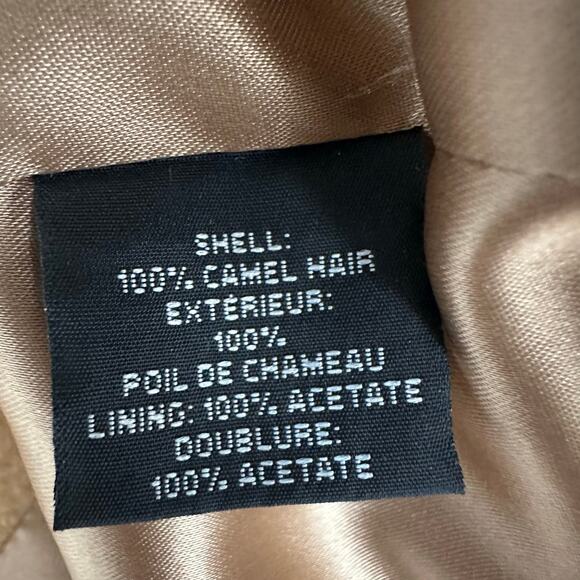 SHELL:
100% CAMEL HAIR
EXTÉRIEUR:
100%
POIL DE CHAMEAU
LINING: 100% ACETATE
DOUBLURE:
100% ACETATE